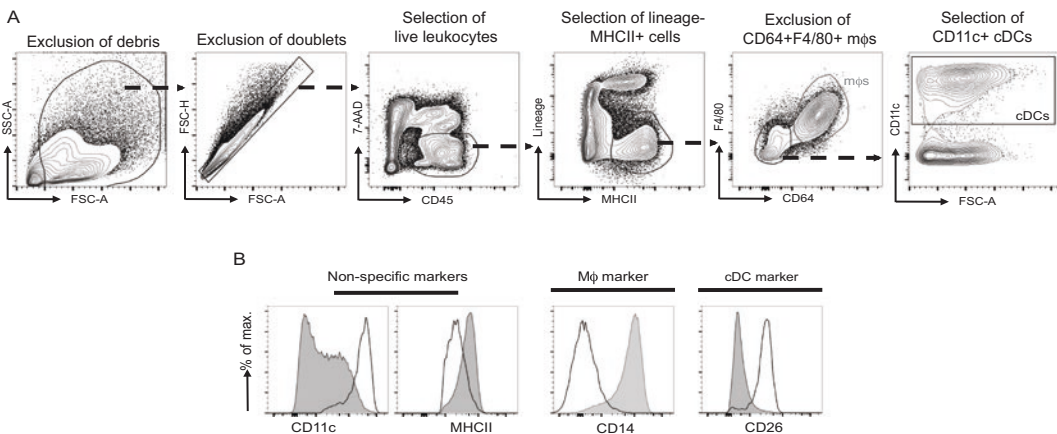 A
Exclusion of debris
Exclusion of doublets
Selection of
live leukocytes
Selection of lineage-
MHCII+ cells
Exclusion of
CD64+F4/80+ mφs
Selection of
CD11c+ cDCs
SSC-A
FSC-A
FSC-H
FSC-A
7-AAD
CD45
Lineage
MHCII
F4/80
mφs
CD64
CD11c
cDCs
FSC-A
B
Non-specific markers
Mφ marker
cDC marker
% of max.
CD11c
MHCII
CD14
CD26